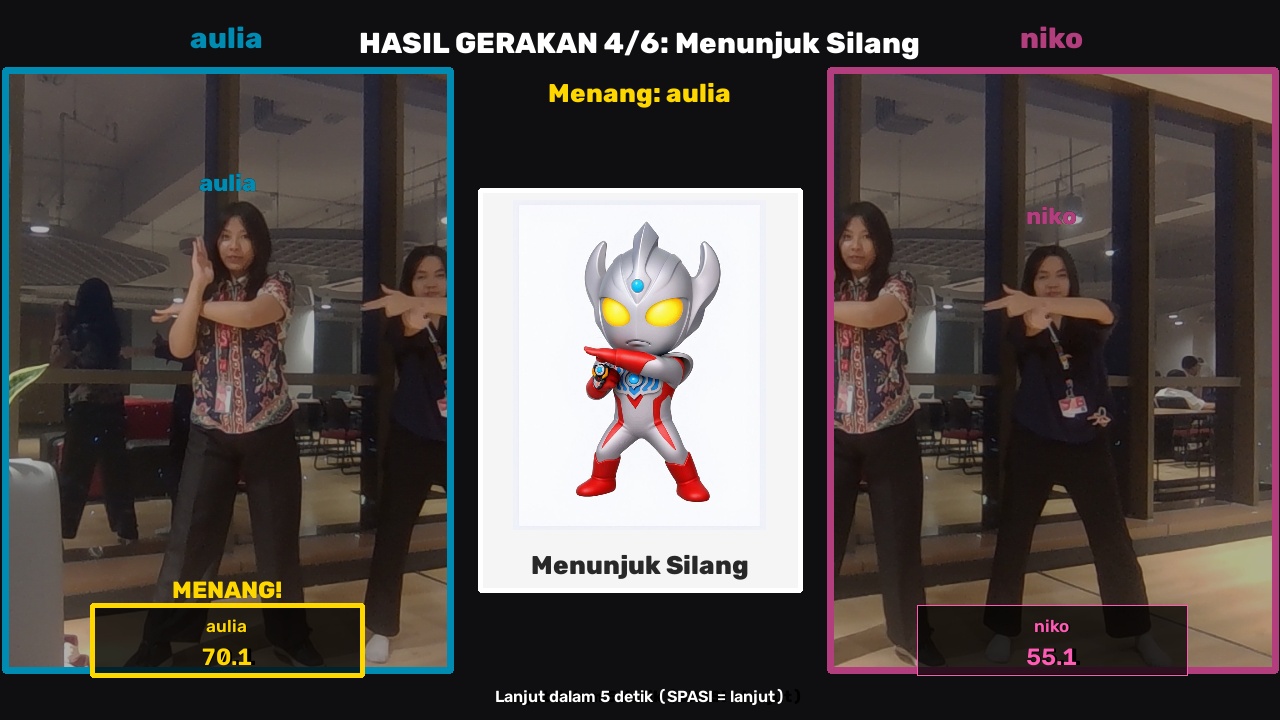 aulia
HASIL GERAKAN 4/6: Menunjuk Silang
niko
Menang: aulia
aulia
niko
Menunjuk Silang
MENANG!
aulia
70.1
niko
55.1
Lanjut dalam 5 detik (SPASI = lanjut)